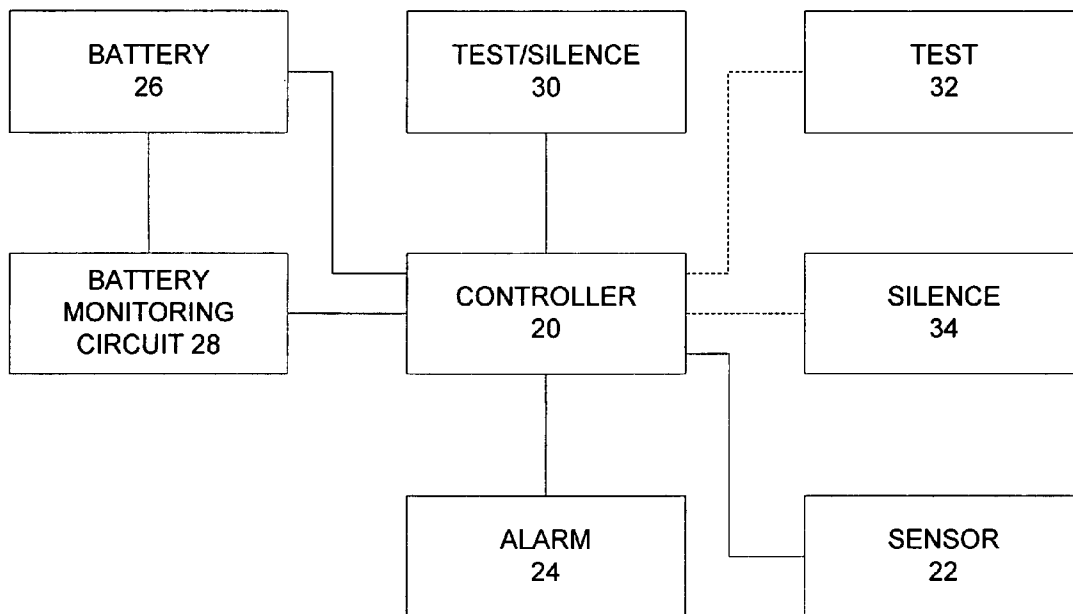 BATTERY
26
TEST/SILENCE
30
TEST
32
BATTERY
MONITORING
CIRCUIT 28
CONTROLLER
20
SILENCE
34
ALARM
24
SENSOR
22